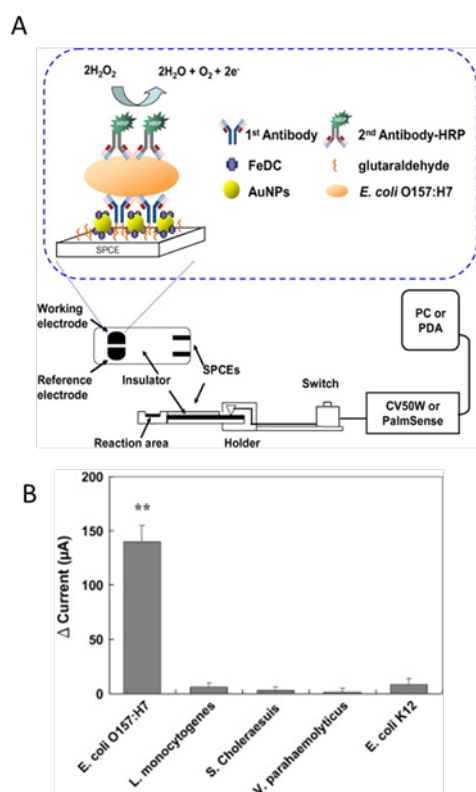 A
2H2O2
2H2O + O2 + 2e-
HRP HRP
1st Antibody
2nd Antibody-HRP
FeDC
glutaraldehyde
AuNPs
E. coli O157:H7
SPCE
Working
electrode
Reference
electrode
Insulator
SPCEs
Reaction area
Holder
Switch
CV50W or
PalmSense
PC or
PDA
B
Δ Current (μA)
200
150
100
50
0
**
E. coli O157:H7
L. monocytogenes
S. Choleraesuis
V. parahaemolyticus
E. coli K12